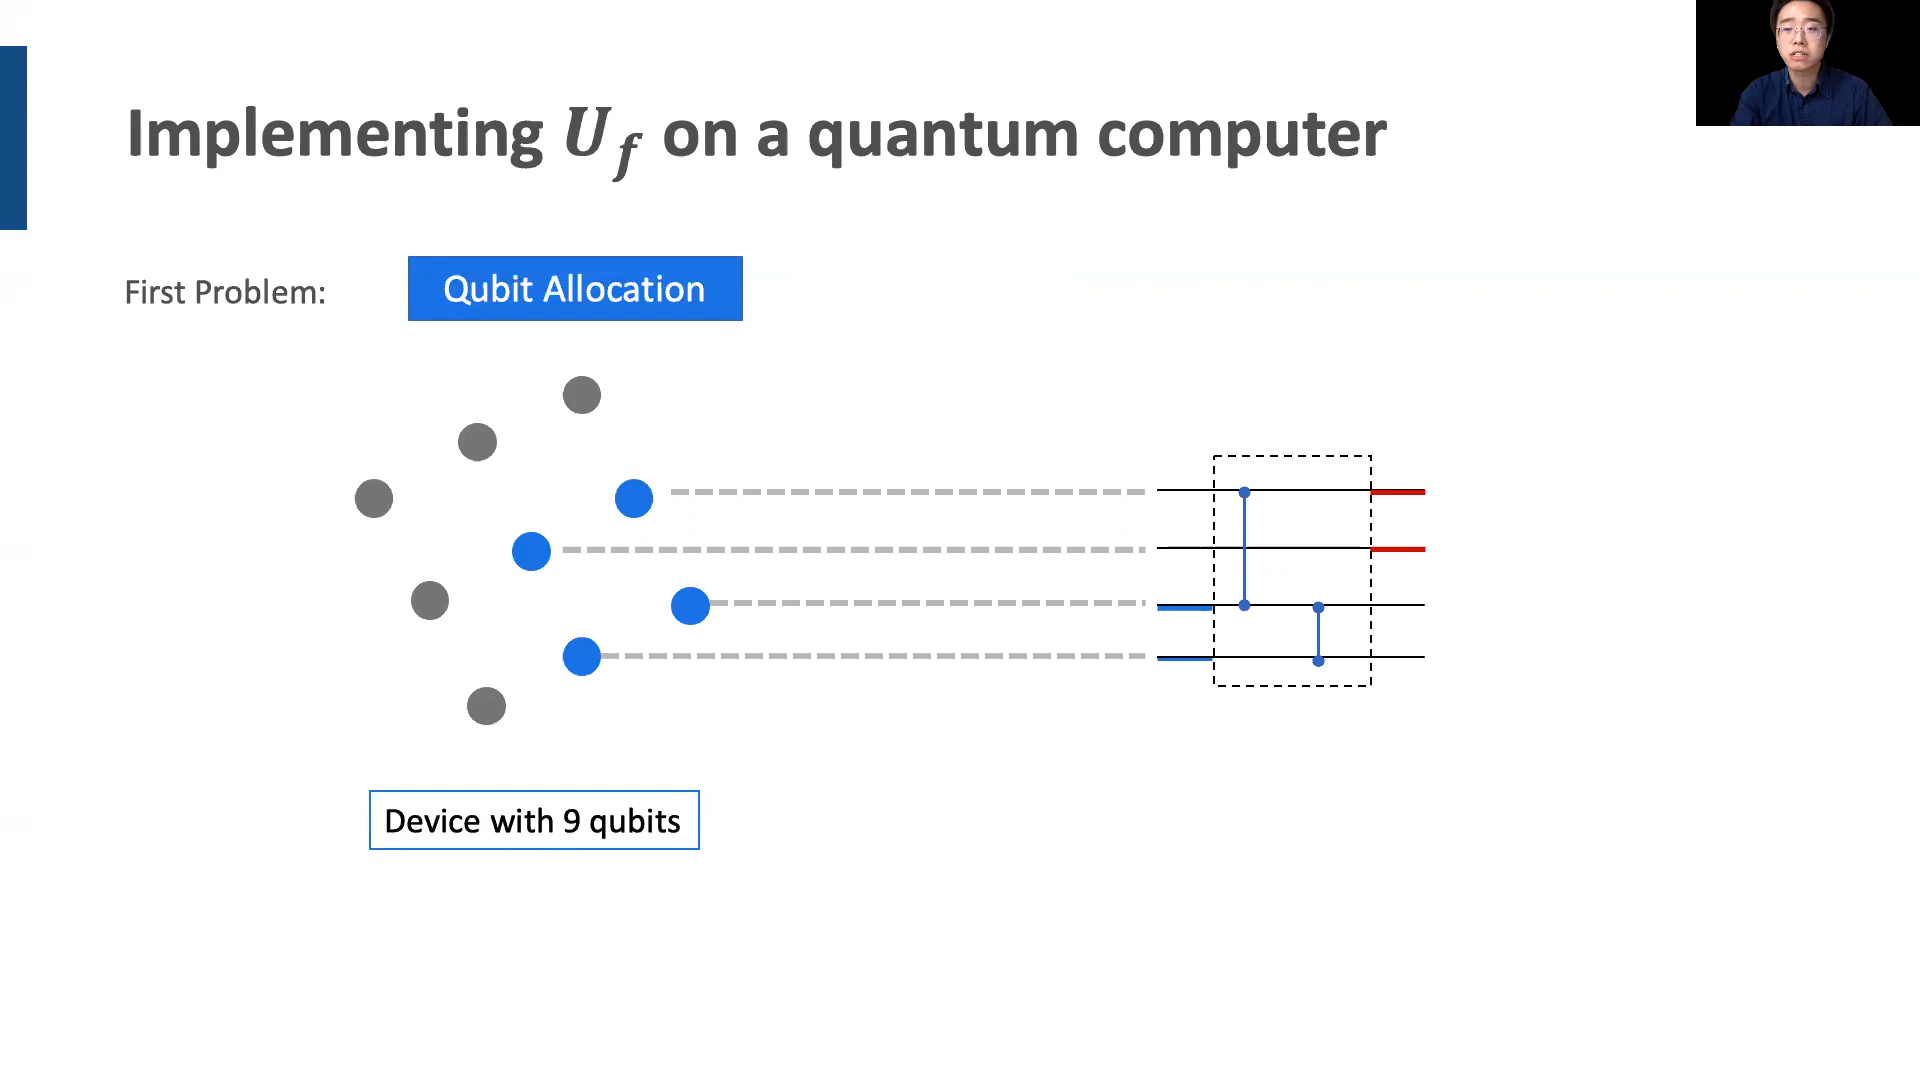 Implementing U_f on a quantum computer
First Problem:
Qubit Allocation
Device with 9 qubits